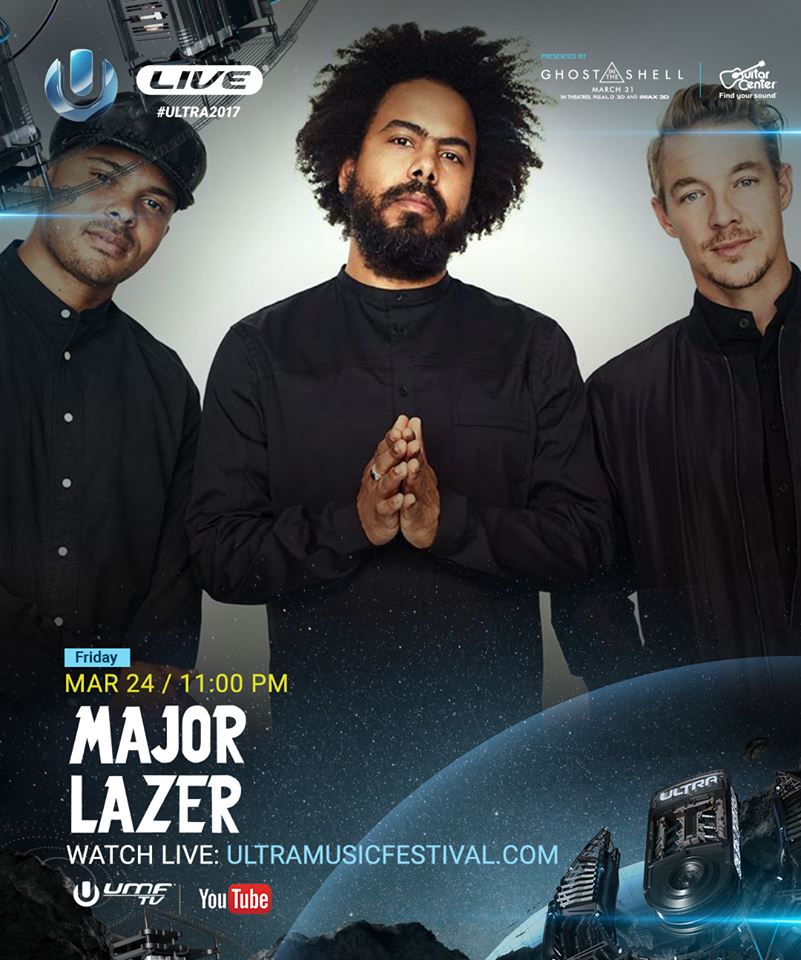 LIVE®
#ULTRA2017
PRESENTED BY
GHOST IN THE SHELL
MARCH 31
IN THEATRES, REALD 3D AND IMAX 3D
Guitar
Center
Find your sound
Friday
MAR 24 / 11:00 PM
MAJOR
LAZER
WATCH LIVE: ULTRAMUSICFESTIVAL.COM
UMF
TV
YouTube
ULTRA